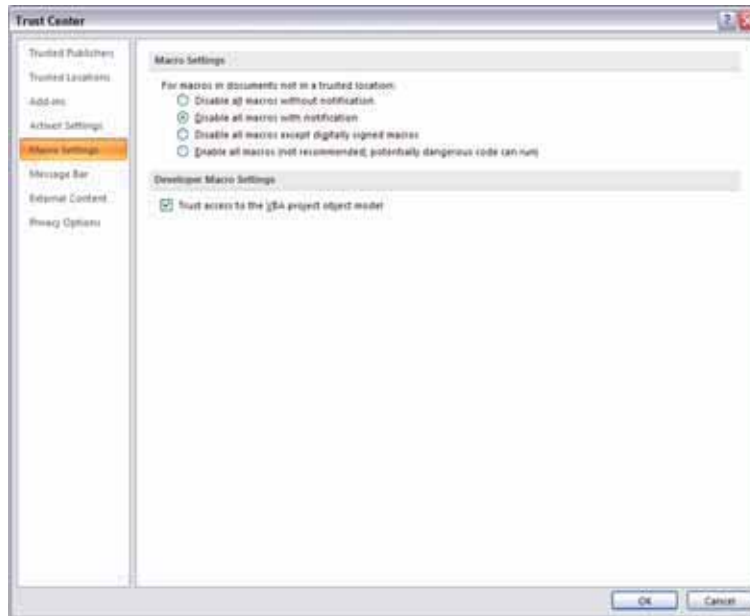 Trust Center
Trusted Publishers
Trusted Locations
Add-ins
ActiveX Settings
Macro Settings
Message Bar
External Content
Privacy Options
Macro Settings
For macros in documents not in a trusted location:
Disable all macros without notification
Disable all macros with notification
Disable all macros except digitally signed macros
Enable all macros (not recommended; potentially dangerous code can run)
Developer Macro Settings
Trust access to the VBA project object model
OK
Cancel